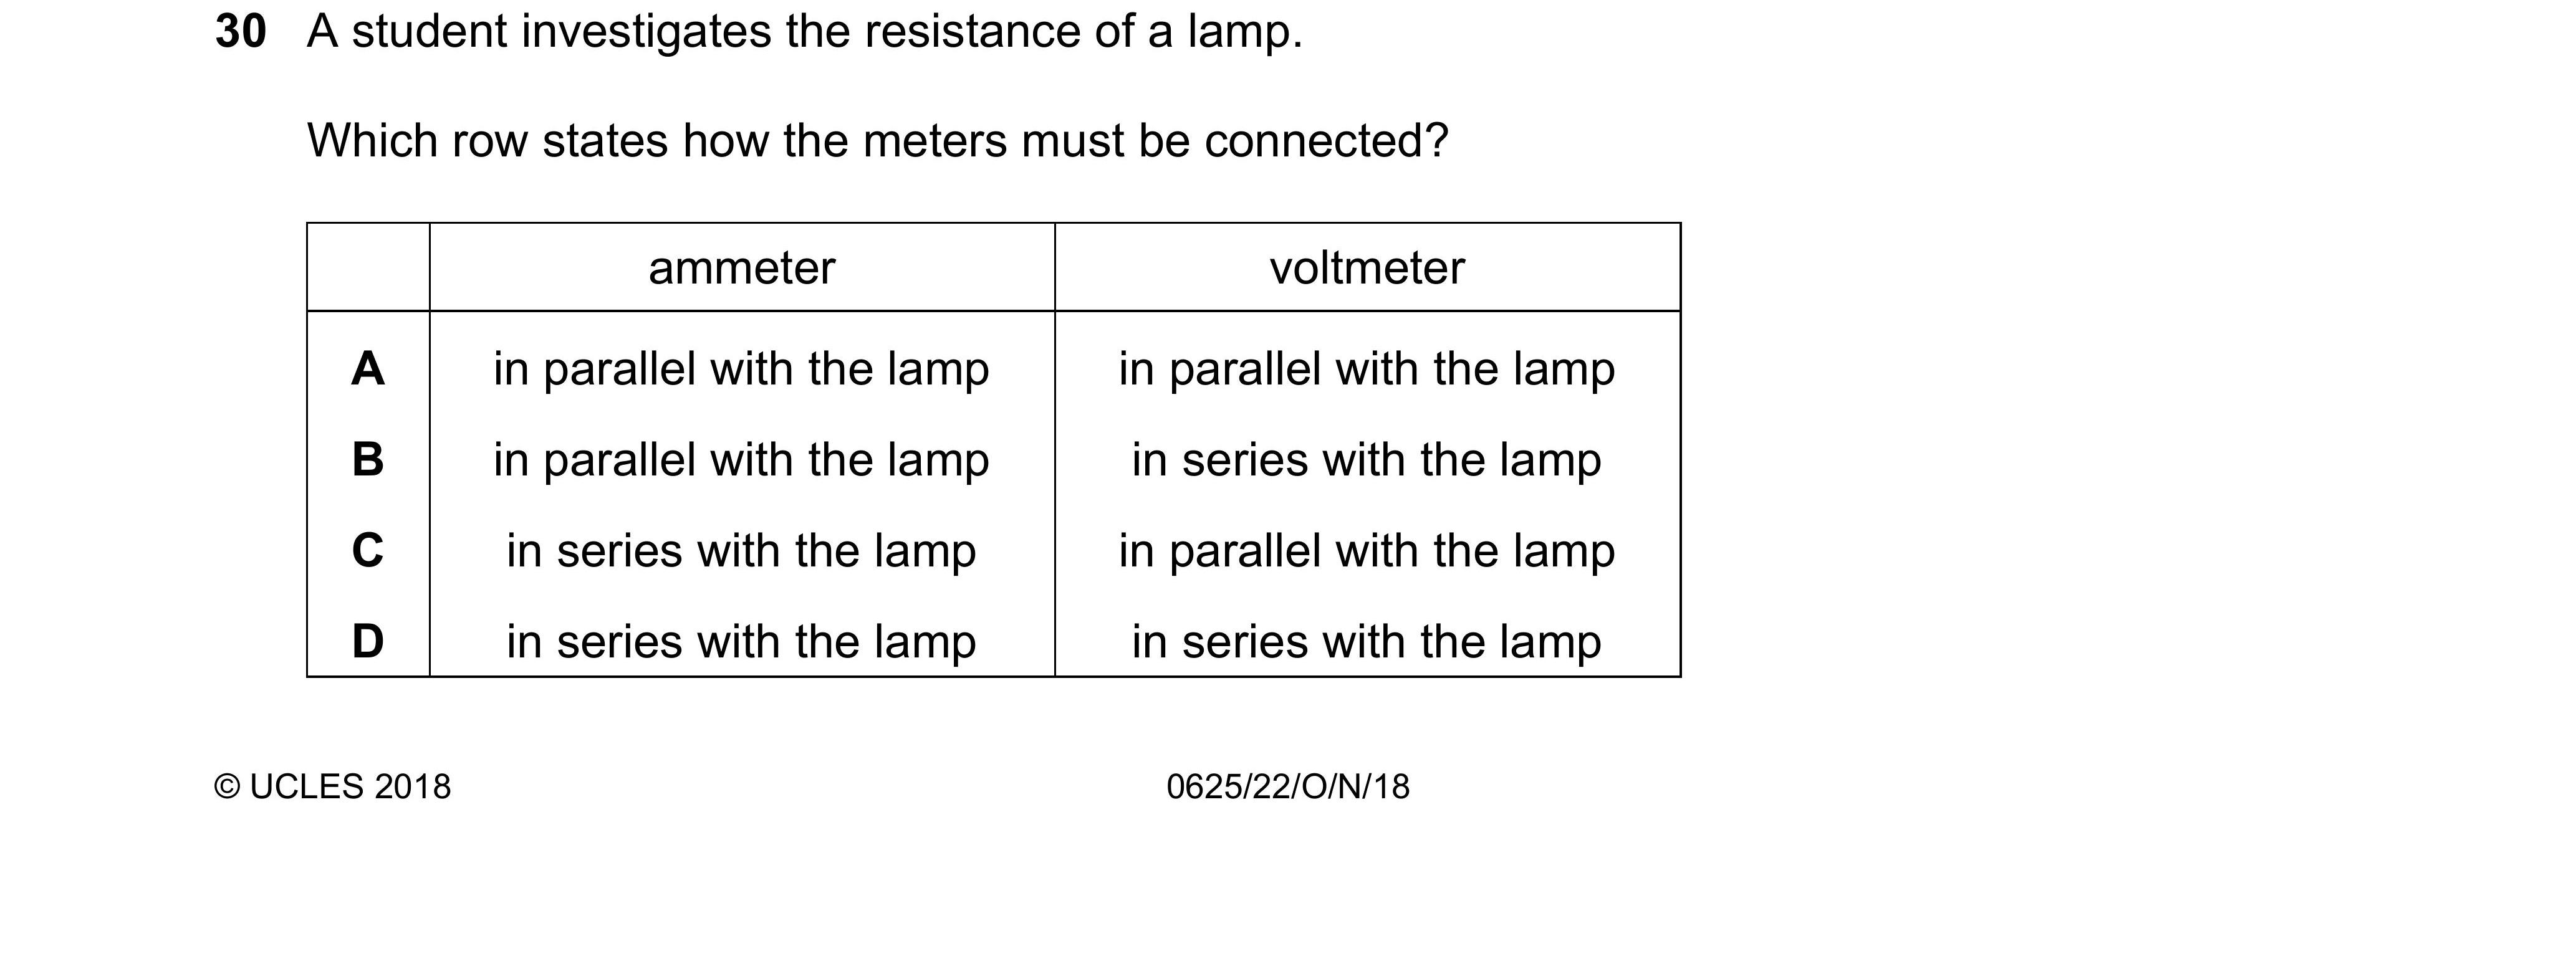 30 A student investigates the resistance of a lamp.
Which row states how the meters must be connected?
ammeter voltmeter
A in parallel with the lamp in parallel with the lamp
B in parallel with the lamp in series with the lamp
C in series with the lamp in parallel with the lamp
D in series with the lamp in series with the lamp
© UCLES 2018 0625/22/O/N/18